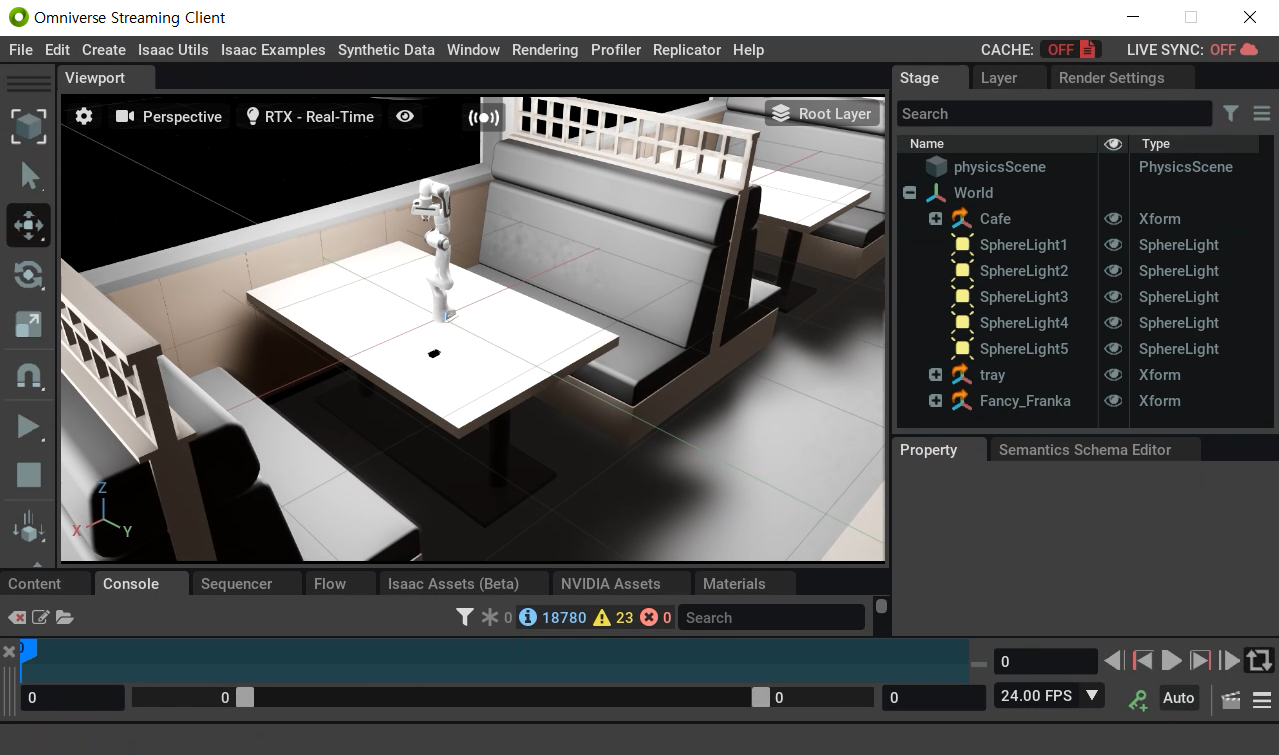 Omniverse Streaming Client
File Edit Create Isaac Utils Isaac Examples Synthetic Data Window Rendering Profiler Replicator Help CACHE: OFF LIVE SYNC: OFF
Viewport
Perspective RTX - Real-Time Root Layer
Z
X Y
Stage Layer Render Settings
Search
Name Type
physicsScene PhysicsScene
World
Cafe Xform
SphereLight1 SphereLight
SphereLight2 SphereLight
SphereLight3 SphereLight
SphereLight4 SphereLight
SphereLight5 SphereLight
tray Xform
Fancy_Franka Xform
Property Semantics Schema Editor
Content Console Sequencer Flow Isaac Assets (Beta) NVIDIA Assets Materials
0 18780 23 0 Search
0 0
0 0 0 0 24.00 FPS Auto